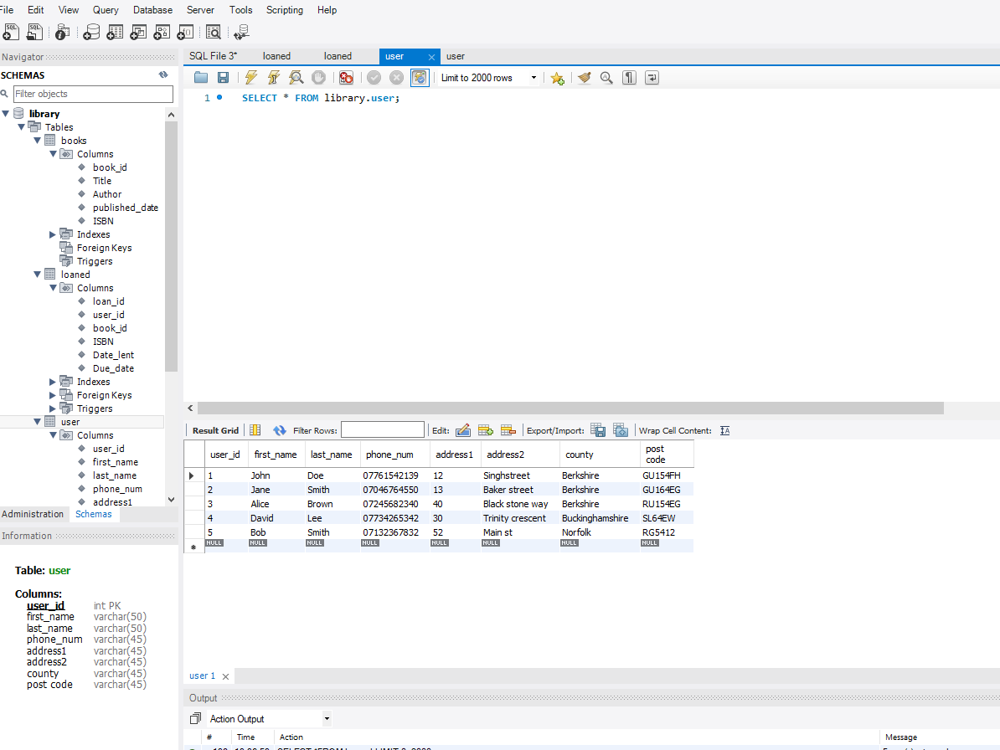 File Edit View Query Database Server Tools Scripting Help
Navigator
SCHEMAS
Filter objects
library
Tables
books
Columns
book_id
Title
Author
published_date
ISBN
Indexes
Foreign Keys
Triggers
loaned
Columns
loan_id
user_id
book_id
ISBN
Date_lent
Due_date
Indexes
Foreign Keys
Triggers
user
Columns
user_id
first_name
last_name
phone_num
address1
Administration Schemas
Information
Table: user
Columns:
user_id int PK
first_name varchar(50)
last_name varchar(50)
phone_num varchar(45)
address1 varchar(45)
address2 varchar(45)
county varchar(45)
post code varchar(45)
SQL File 3* loaned loaned user user
Limit to 2000 rows
1 SELECT * FROM library.user;
Result Grid Filter Rows: Edit: Export/Import: Wrap Cell Content:
user_id first_name last_name phone_num address1 address2 county post code
1 John Doe 07761542139 12 Singhstreet Berkshire GU154FH
2 Jane Smith 07046764550 13 Baker street Berkshire GU164EG
3 Alice Brown 07245682340 40 Black stone way Berkshire RU154EG
4 David Lee 07734265342 30 Trinity crescent Buckinghamshire SL64EW
5 Bob Smith 07132367832 52 Main st Norfolk RG5412
NULL NULL NULL NULL NULL NULL NULL NULL
user 1
Output
Action Output
# Time Action Message